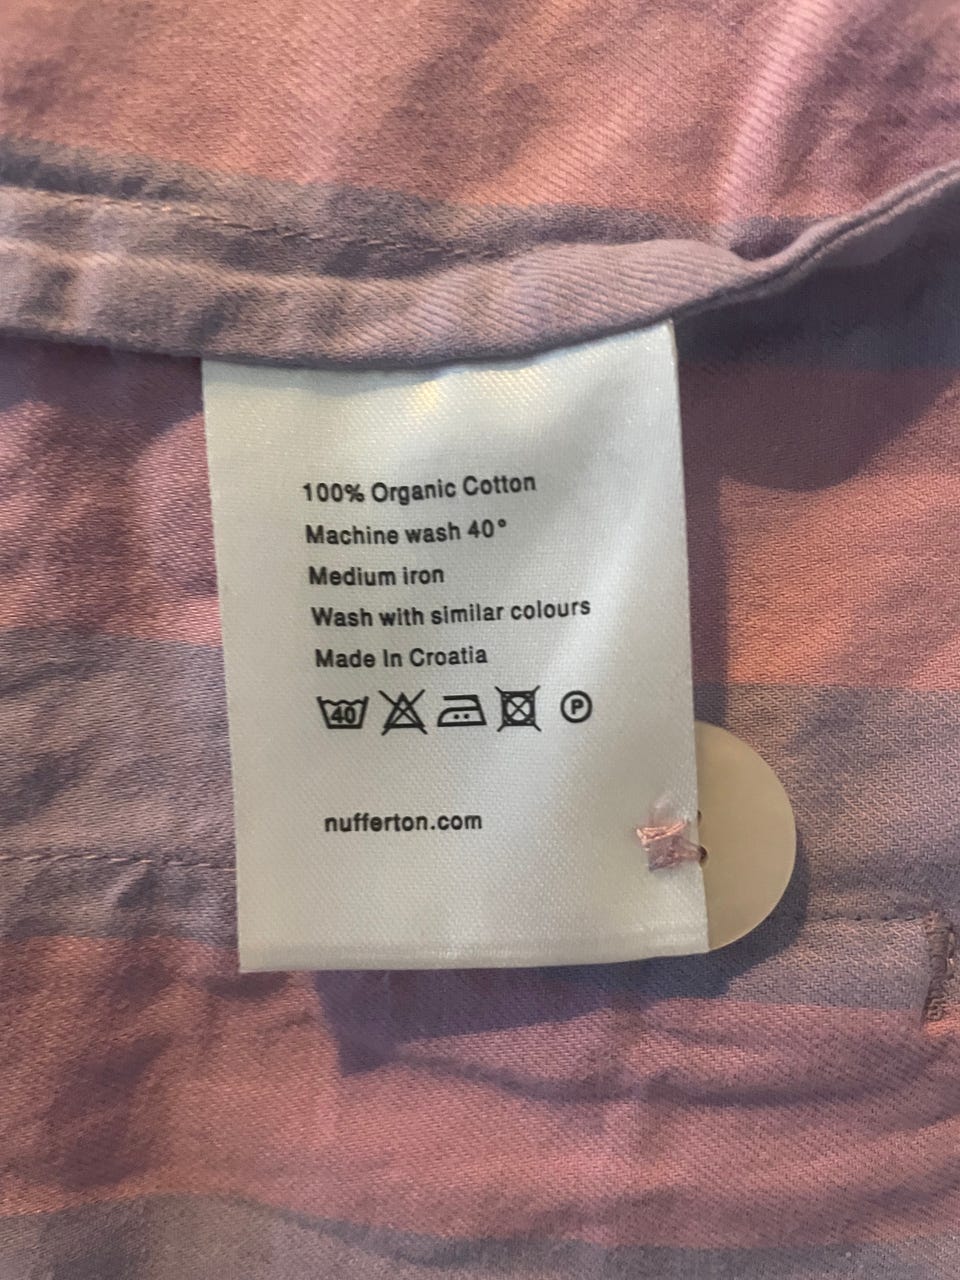 100% Organic Cotton
Machine wash 40°
Medium iron
Wash with similar colours
Made In Croatia
40 P
nufferton.com